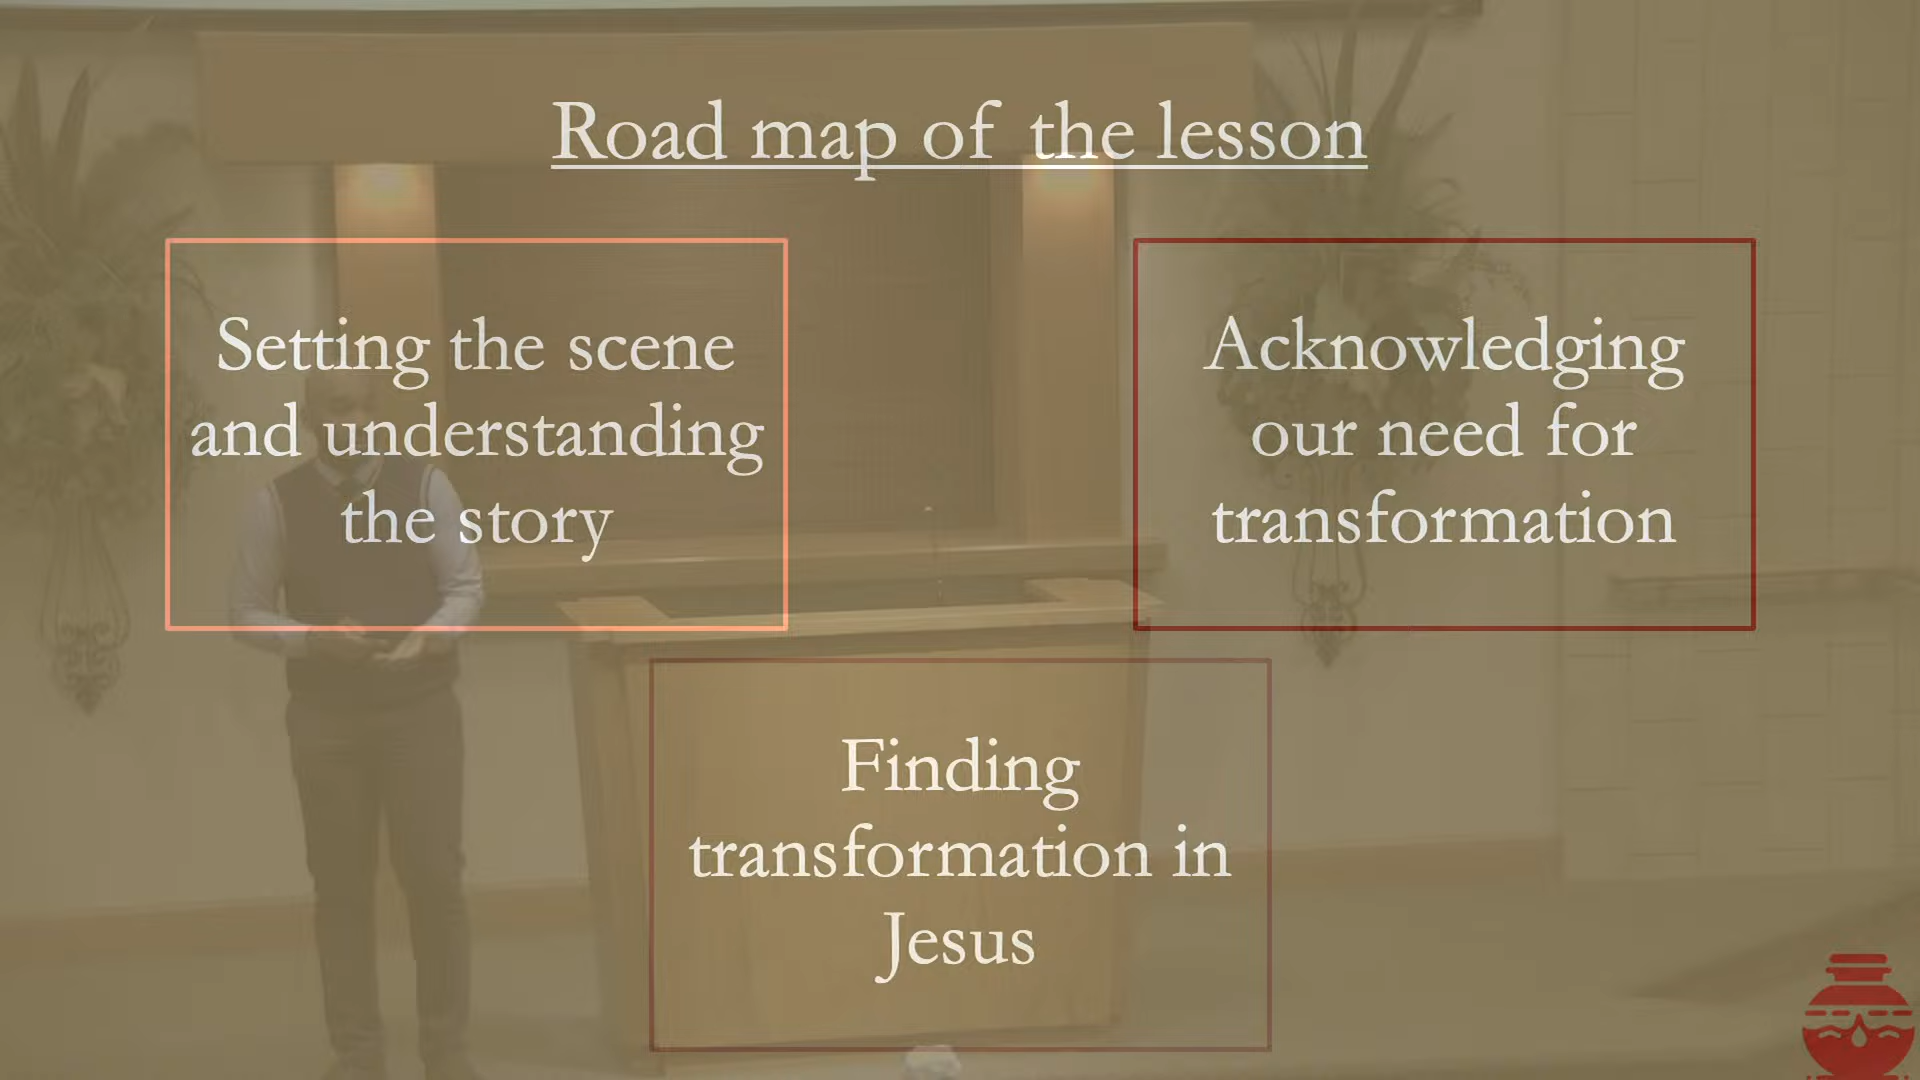 Road map of the lesson
Setting the scene
and understanding
the story
Acknowledging
our need for
transformation
Finding
transformation in
Jesus